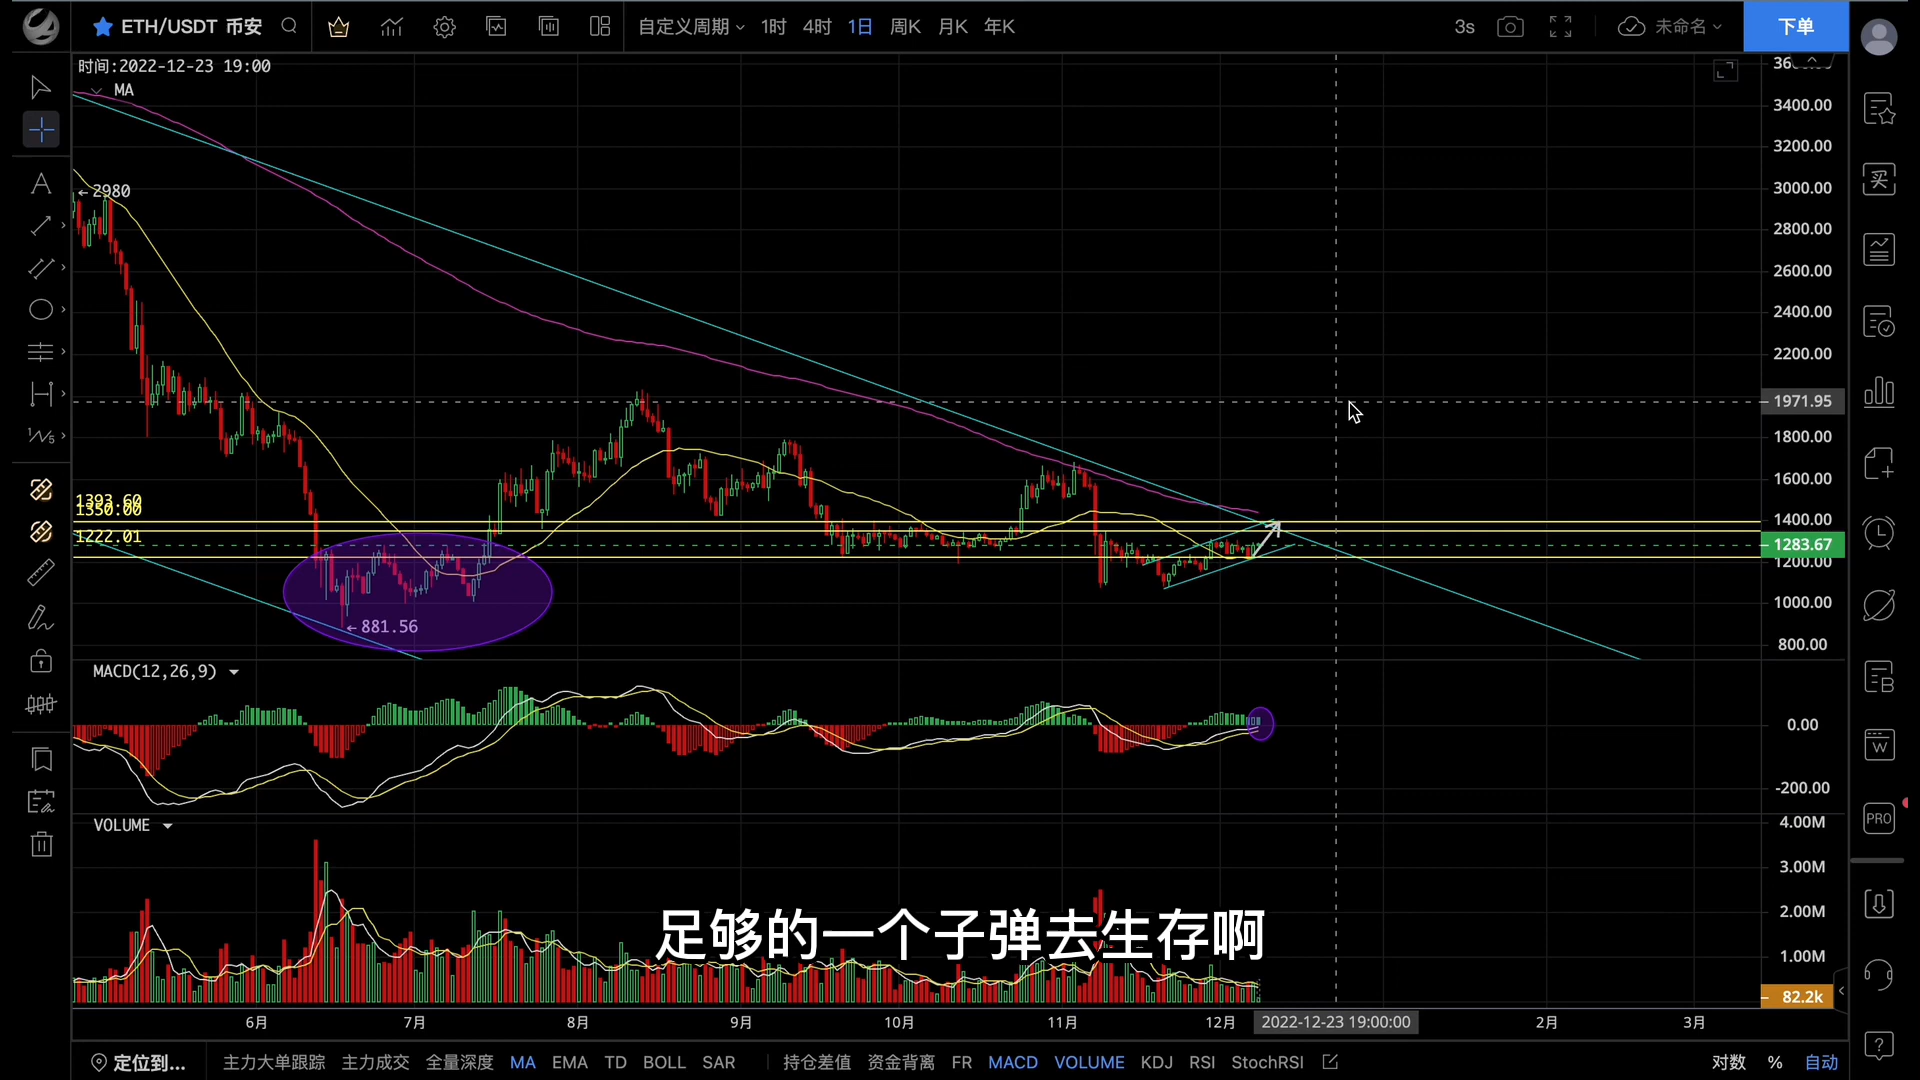 ETH/USDT 币安
自定义周期 1时 4时 1日 周K 月K 年K
3s 未命名 下单
时间:2022-12-23 19:00
MA
←2980
1393.60
1350.00
1222.01
←881.56
3400.00
3200.00
3000.00
2800.00
2600.00
2400.00
2200.00
1971.95
1800.00
1600.00
1400.00
1283.67
1200.00
1000.00
800.00
MACD(12,26,9)
0.00
-200.00
VOLUME
4.00M
3.00M
2.00M
1.00M
82.2k
足够的一个子弹去生存啊
6月 7月 8月 9月 10月 11月 12月 2022-12-23 19:00:00 2月 3月
定位到... 主力大单跟踪 主力成交 全量深度 MA EMA TD BOLL SAR 持仓差值 资金背离 FR MACD VOLUME KDJ RSI StochRSI 对数 % 自动
买
B
W
PRO